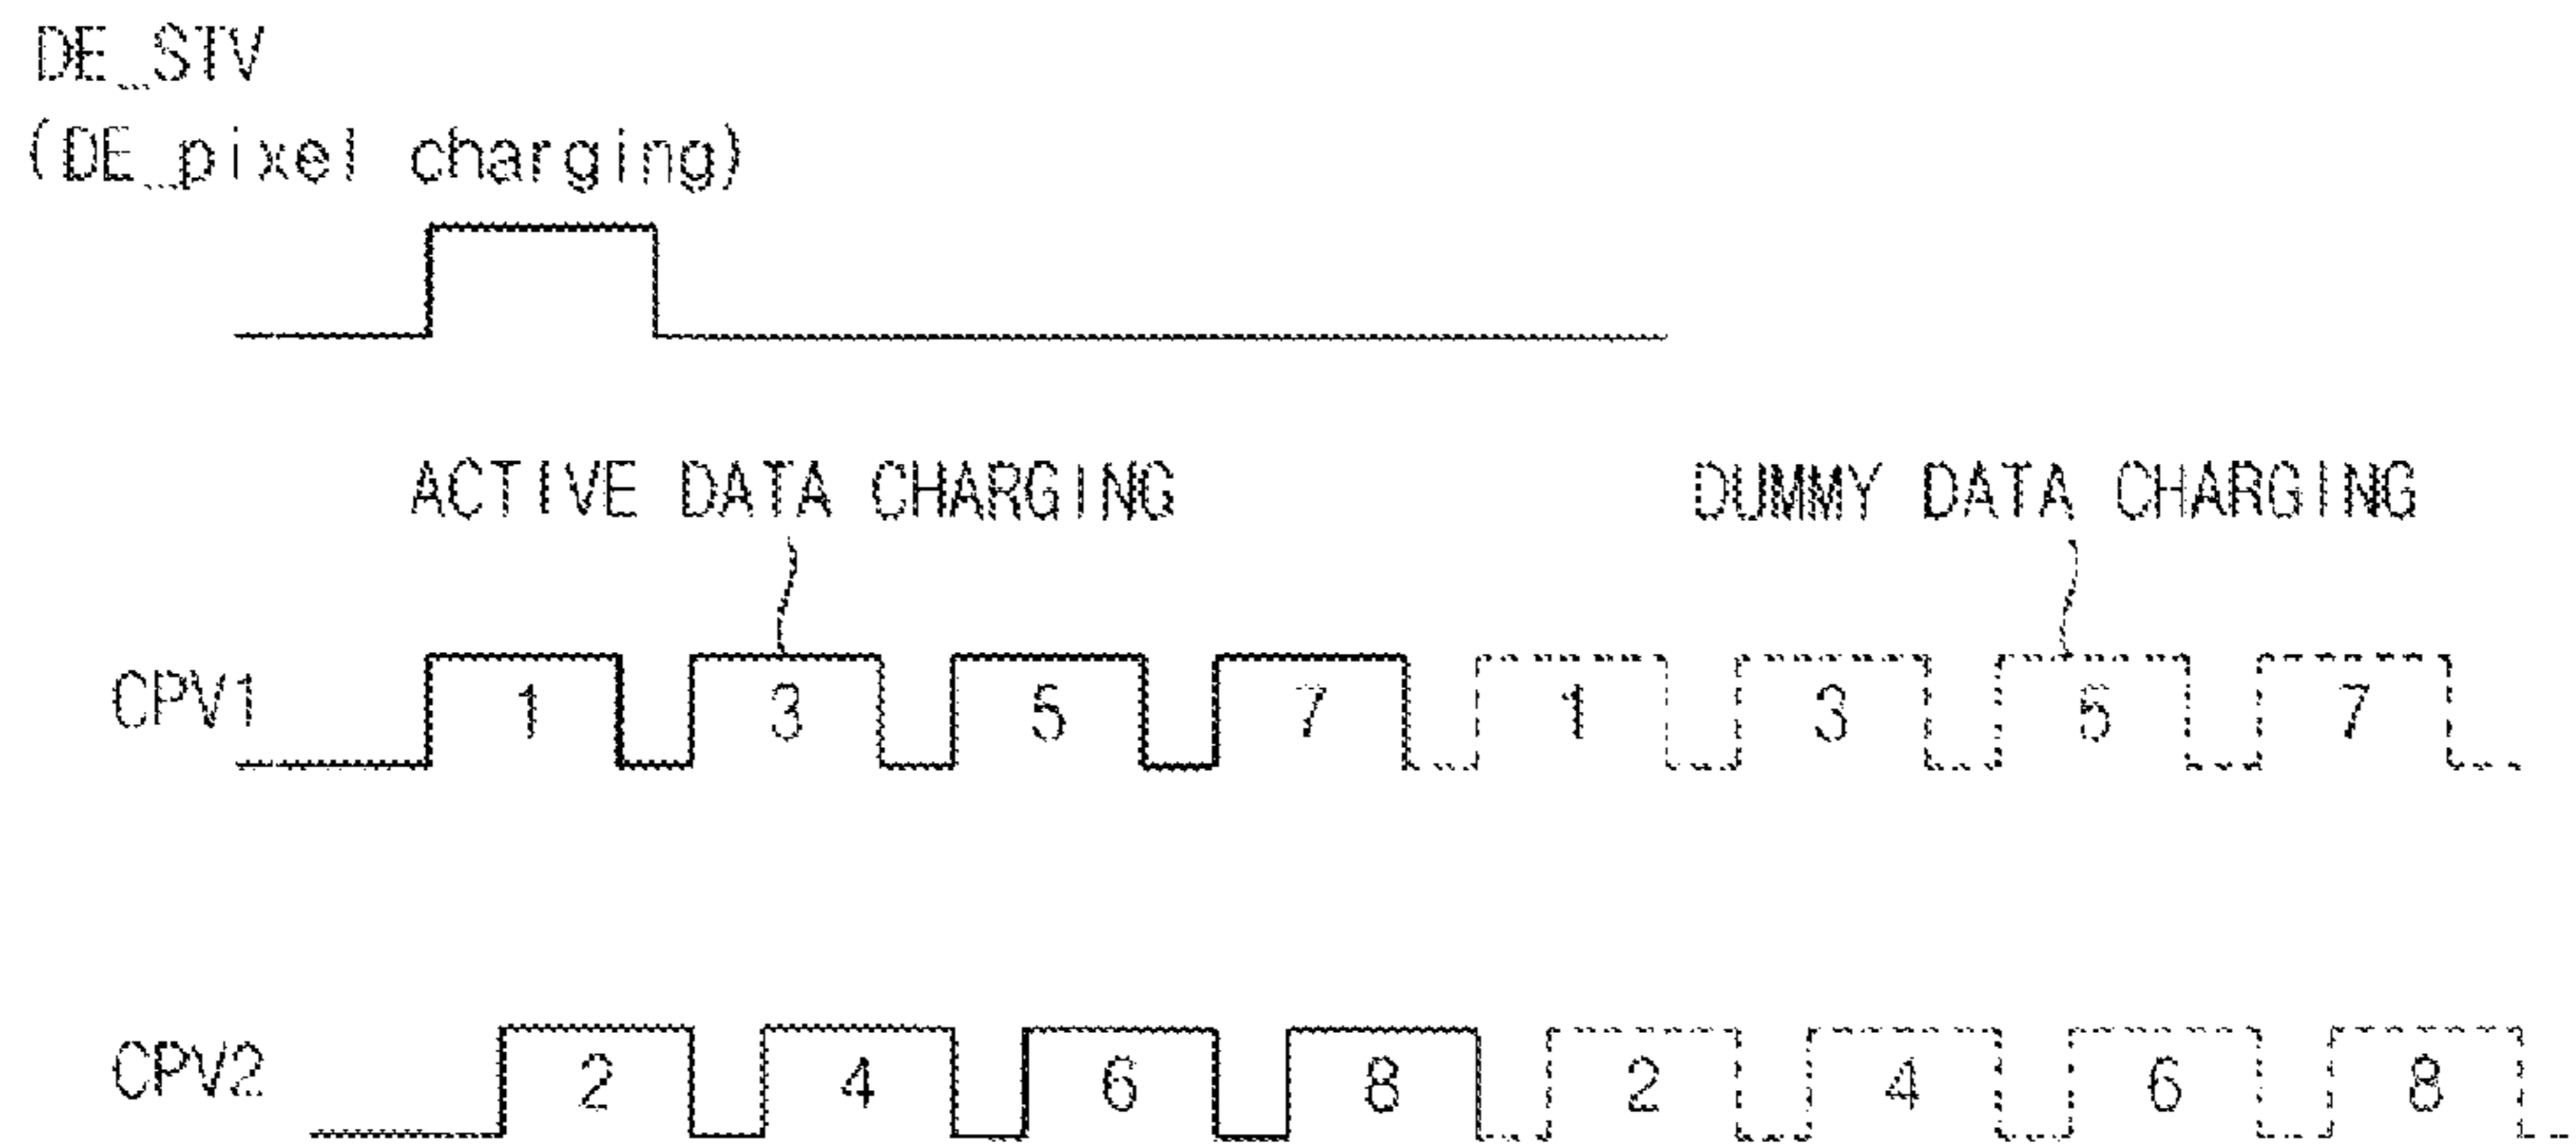 DE_STV
(DE_pixel charging)
ACTIVE DATA CHARGING DUMMY DATA CHARGING
CPV1 1 3 5 7 1 3 5 7
CPV2 2 4 6 8 2 4 6 8